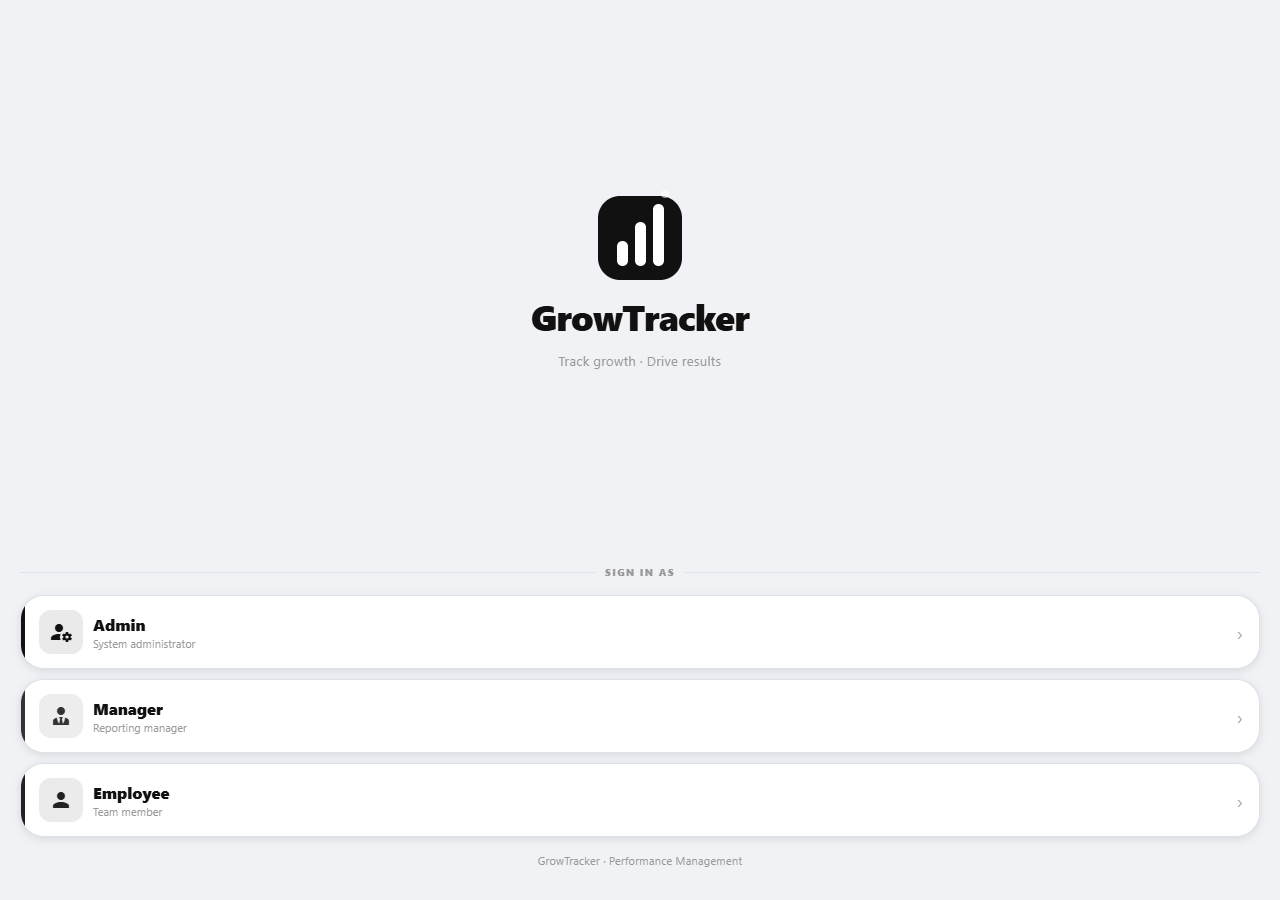 GrowTracker
Track growth · Drive results
SIGN IN AS
Admin
System administrator
Manager
Reporting manager
Employee
Team member
GrowTracker · Performance Management